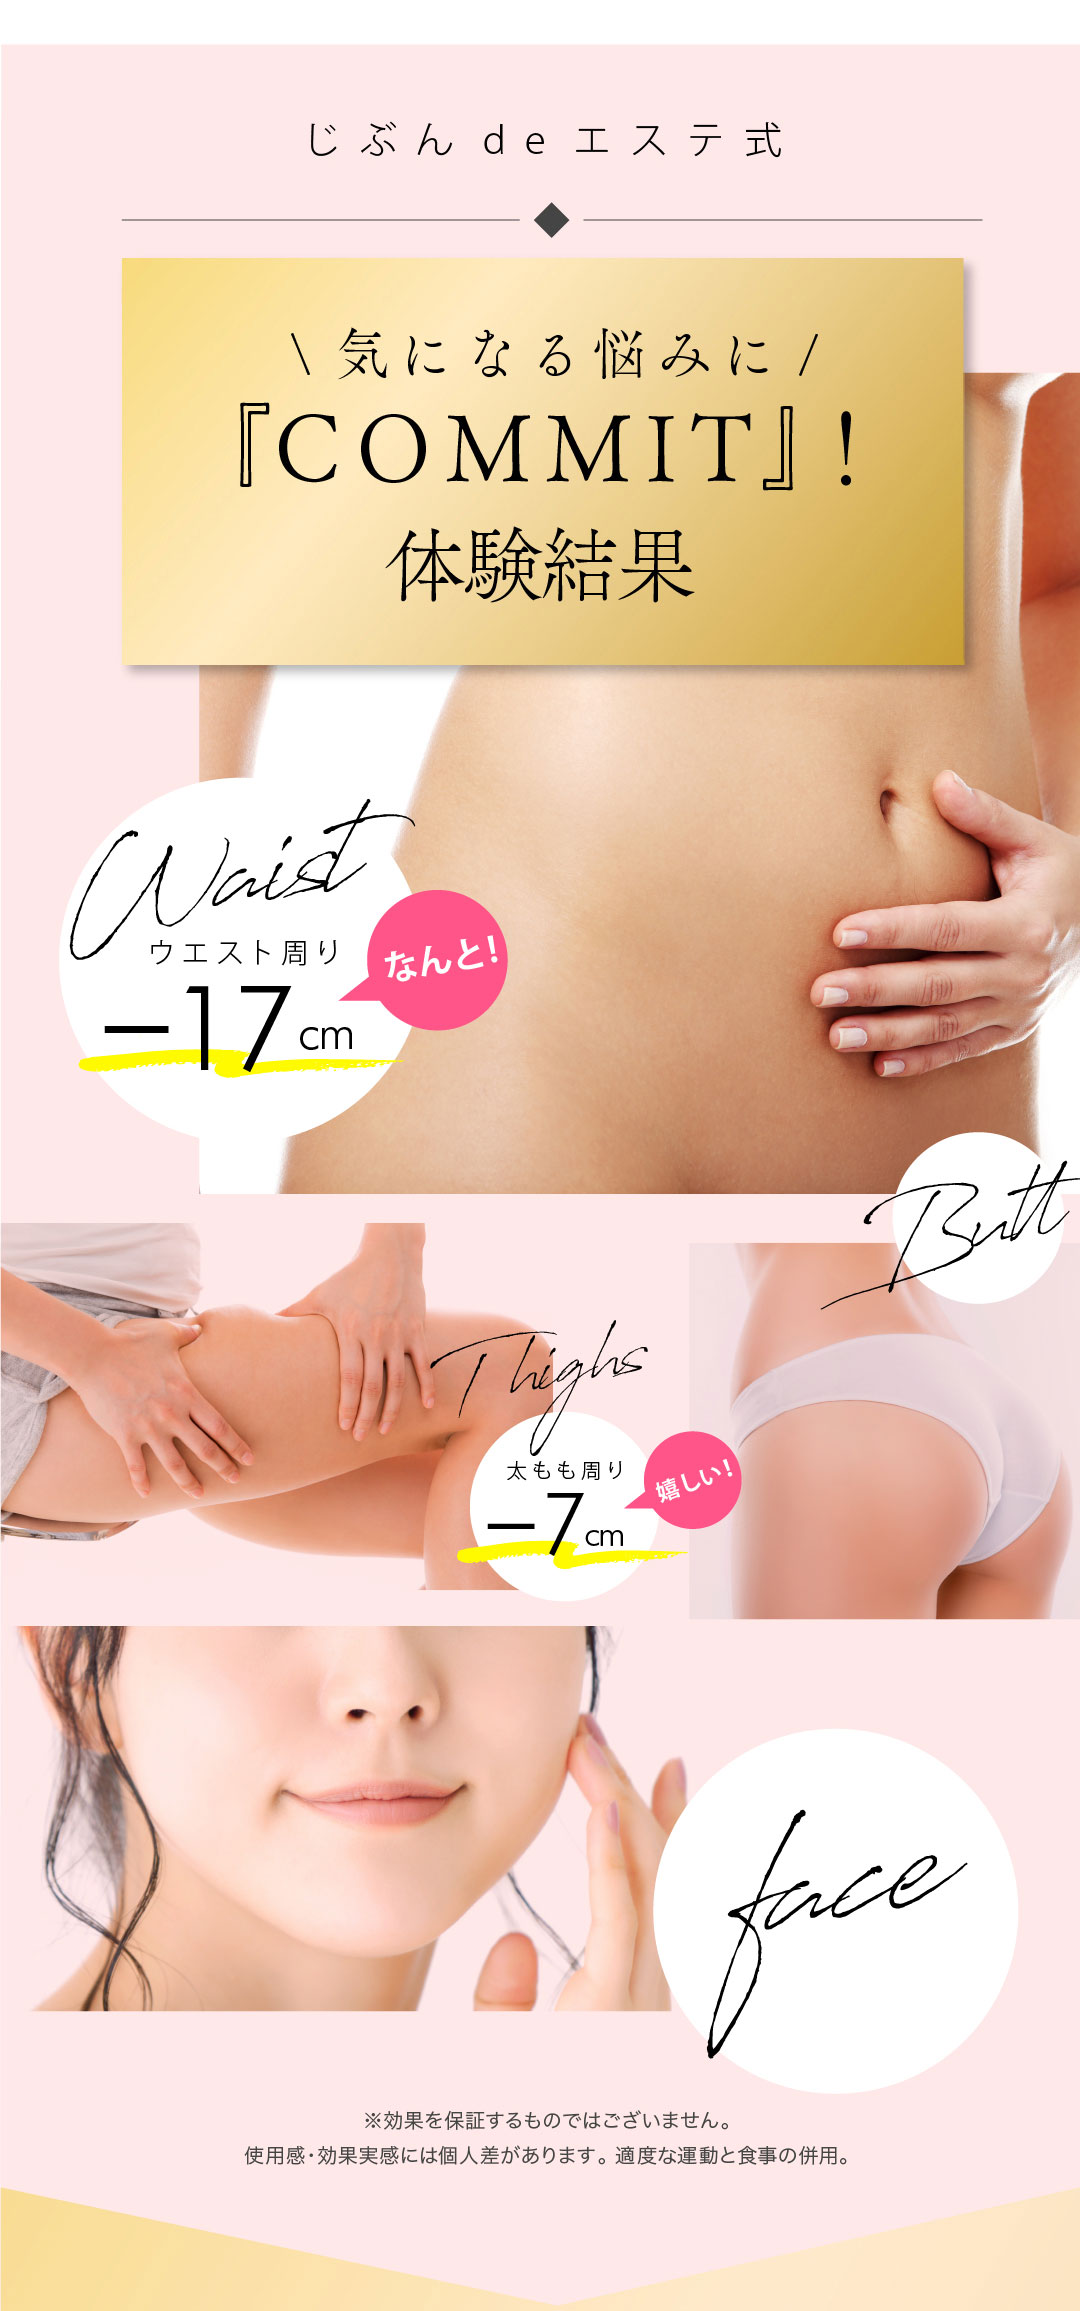 じぶんdeエステ式
\ 気になる悩みに /
『COMMIT』!
体験結果
Waist
ウエスト周り
なんと!
−17cm
Butt
Thighs
太もも周り
嬉しい!
−7cm
face
※効果を保証するものではございません。
使用感・効果実感には個人差があります。適度な運動と食事の併用。